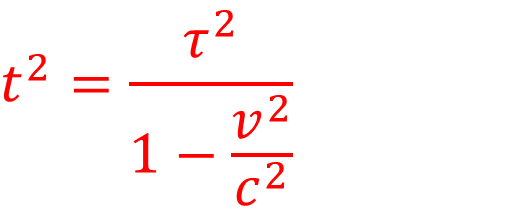 t² = τ² / (1 − v²/c²)